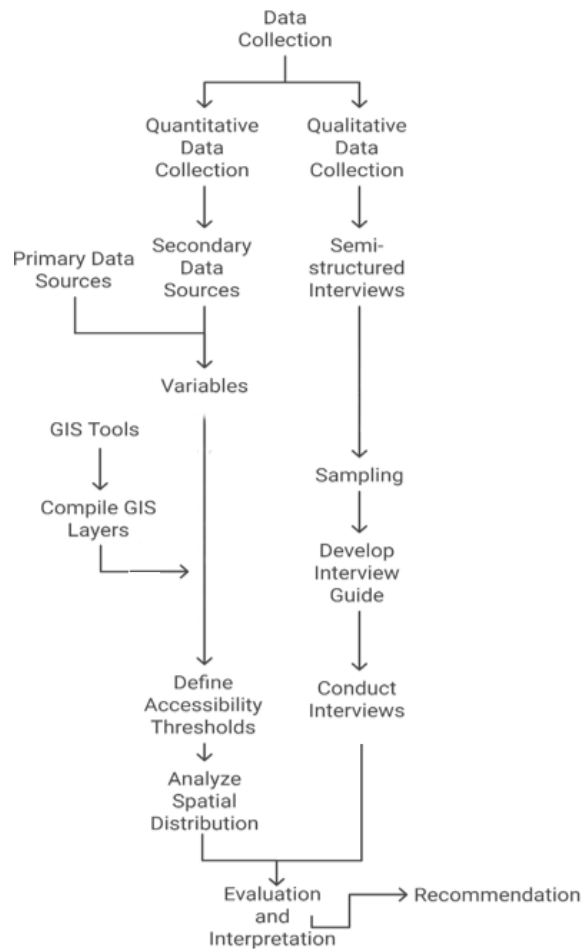 Data
Collection
Quantitative
Data
Collection
Qualitative
Data
Collection
Primary Data
Sources
Secondary
Data
Sources
Semi-
structured
Interviews
Variables
GIS Tools
Compile GIS
Layers
Sampling
Develop
Interview
Guide
Define
Accessibility
Thresholds
Conduct
Interviews
Analyze
Spatial
Distribution
Evaluation
and
Interpretation
Recommendation